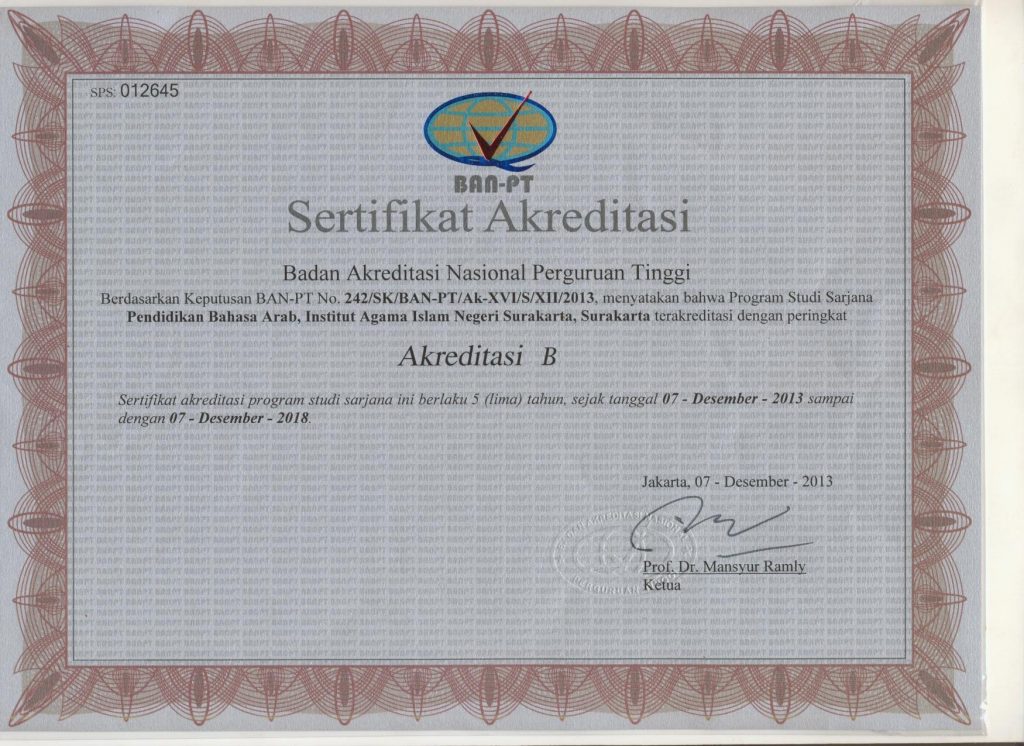 SPS: 012645
BAN-PT
Sertifikat Akreditasi
Badan Akreditasi Nasional Perguruan Tinggi
Berdasarkan Keputusan BAN-PT No. 242/SK/BAN-PT/Ak-XVI/S/XII/2013, menyatakan bahwa Program Studi Sarjana
Pendidikan Bahasa Arab, Institut Agama Islam Negeri Surakarta, Surakarta terakreditasi dengan peringkat
Akreditasi B
Sertifikat akreditasi program studi sarjana ini berlaku 5 (lima) tahun, sejak tanggal 07 - Desember - 2013 sampai
dengan 07 - Desember - 2018.
Jakarta, 07 - Desember - 2013
Prof. Dr. Mansyur Ramly
Ketua